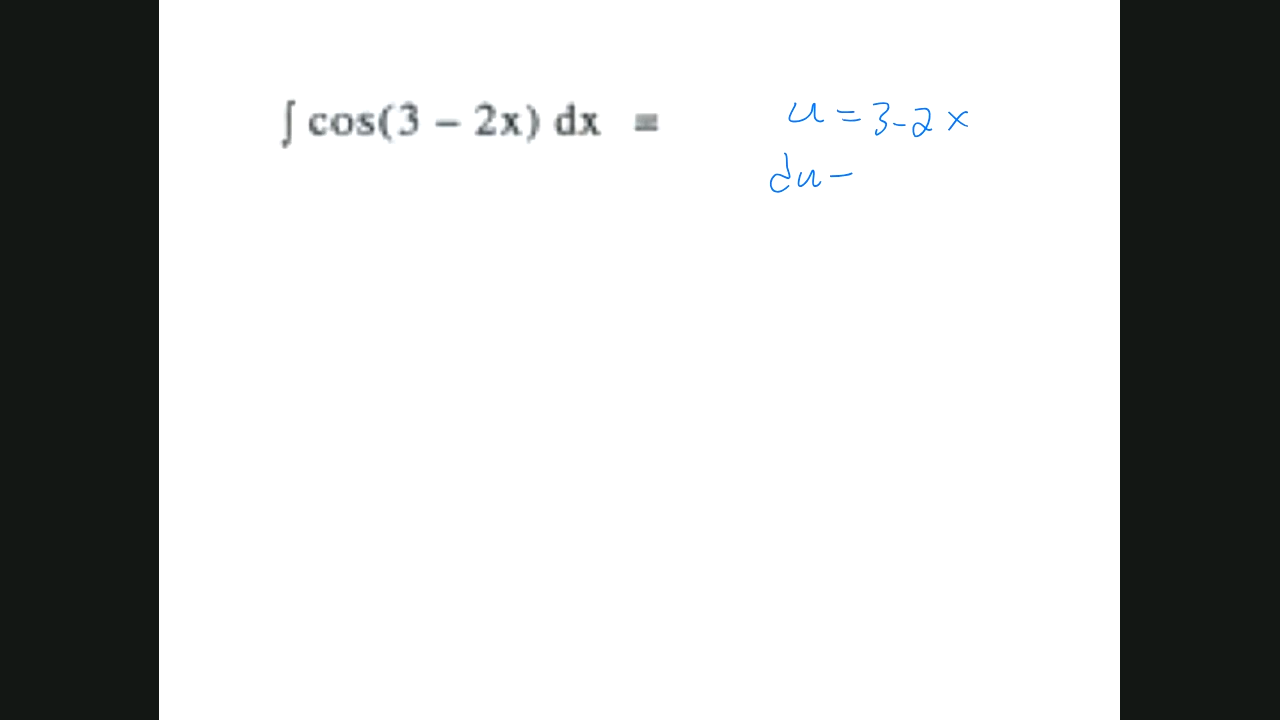 ∫ cos(3 − 2x) dx = u = 3-2x
du -